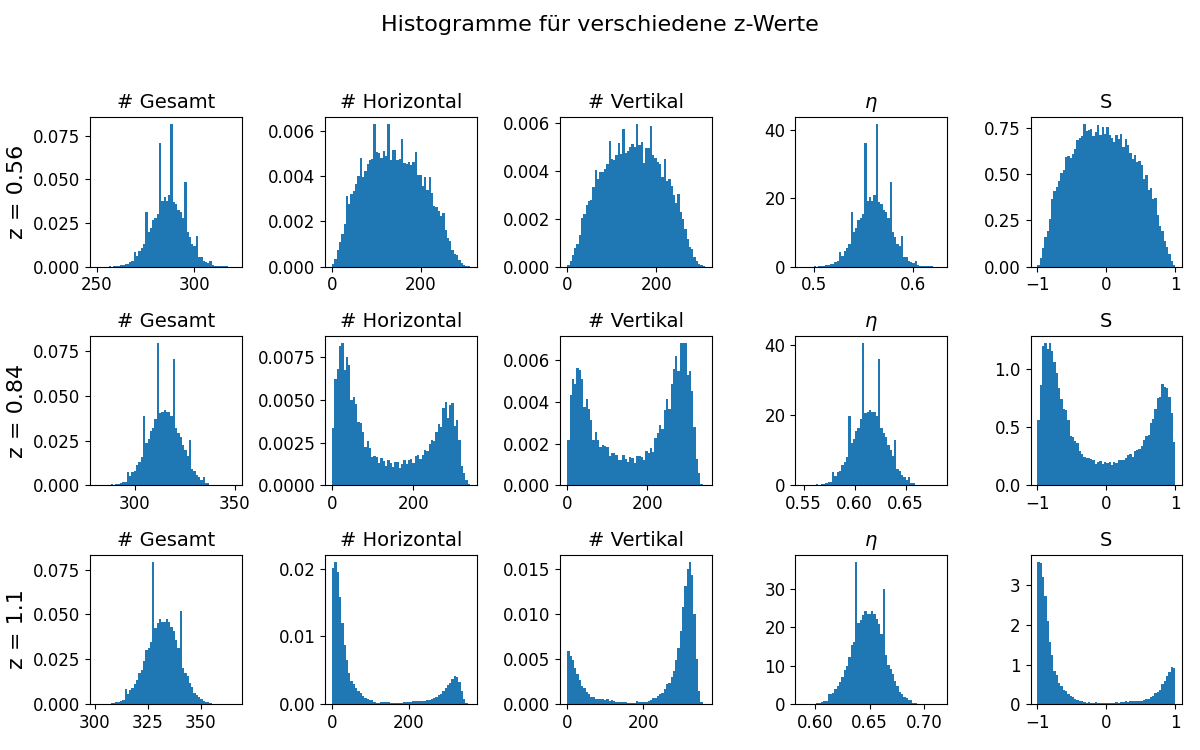 Histogramme für verschiedene z-Werte
# Gesamt # Horizontal # Vertikal η S
z = 0.56
0.075 0.050 0.025 0.000
250 300
0.006 0.004 0.002 0.000
0 200
0.006 0.004 0.002 0.000
0 200
40 20 0
0.5 0.6
0.75 0.50 0.25 0.00
−1 0 1
# Gesamt # Horizontal # Vertikal η S
z = 0.84
0.075 0.050 0.025 0.000
300 350
0.0075 0.0050 0.0025 0.0000
0 200
0.006 0.004 0.002 0.000
0 200
40 20 0
0.55 0.60 0.65
1.0 0.5 0.0
−1 0 1
# Gesamt # Horizontal # Vertikal η S
z = 1.1
0.075 0.050 0.025 0.000
300 325 350
0.02 0.01 0.00
0 200
0.015 0.010 0.005 0.000
0 200
30 20 10 0
0.60 0.65 0.70
3 2 1 0
−1 0 1